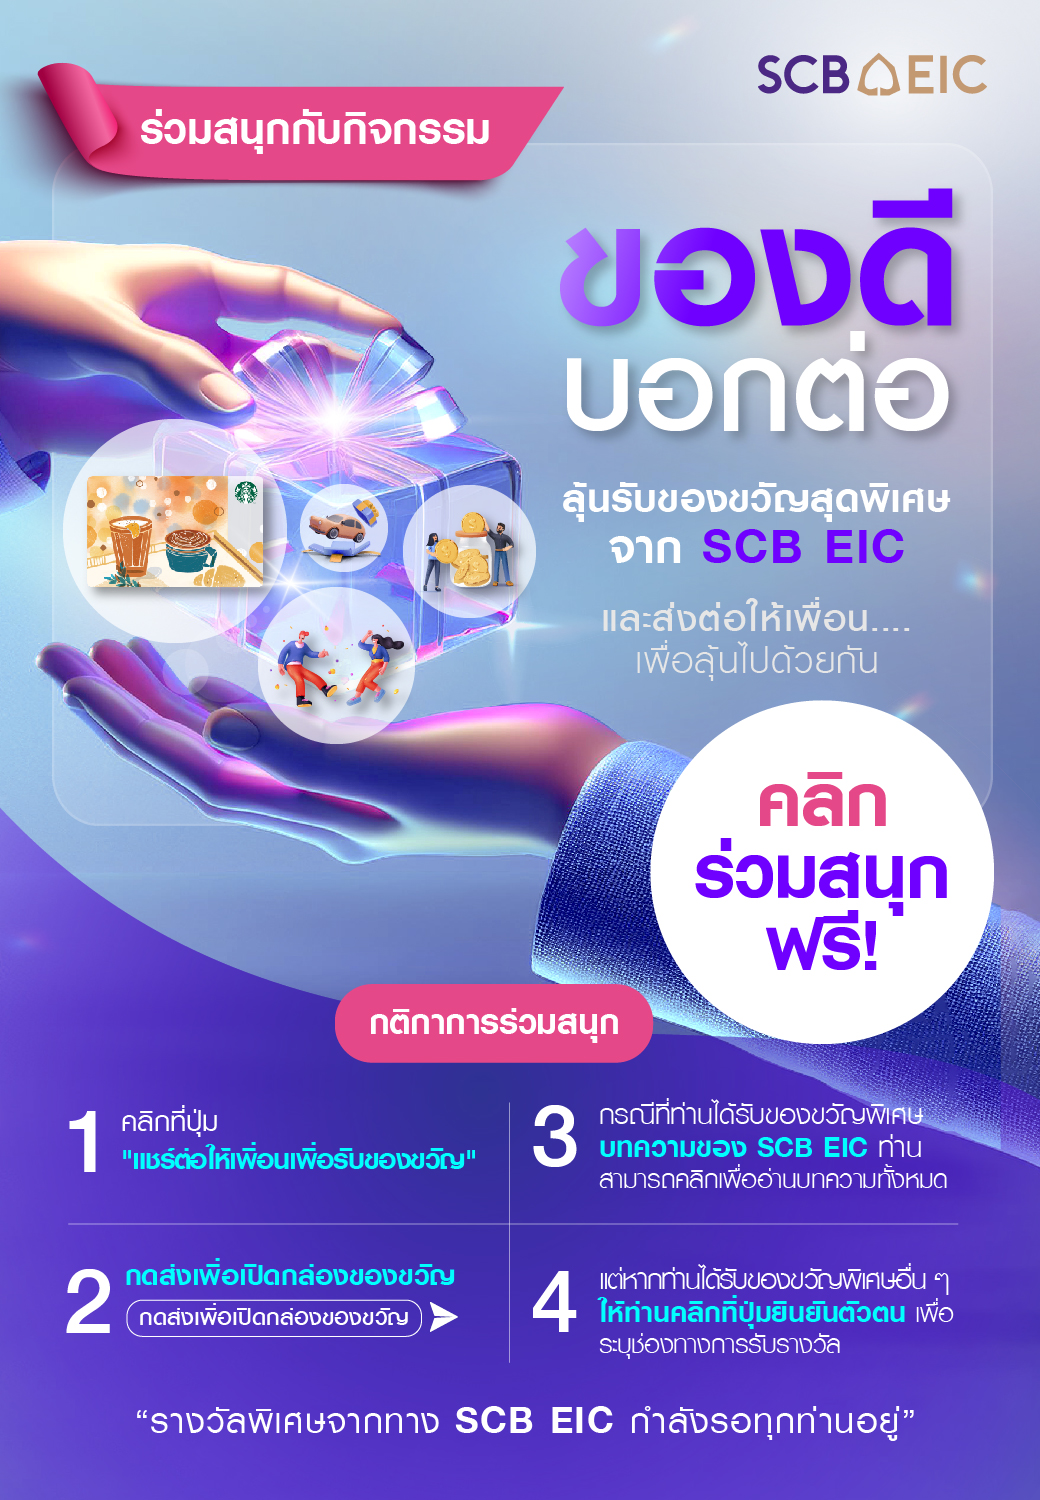 SCB EIC
ร่วมสนุกกับกิจกรรม
ของดี
บอกต่อ
ลุ้นรับของขวัญสุดพิเศษ
จาก SCB EIC
และส่งต่อให้เพื่อน....
เพื่อลุ้นไปด้วยกัน
คลิก
ร่วมสนุก
ฟรี!
กติกาการร่วมสนุก
1 คลิกที่ปุ่ม
"แชร์ต่อให้เพื่อนเพื่อรับของขวัญ"
2 กดส่งเพื่อเปิดกล่องของขวัญ
กดส่งเพื่อเปิดกล่องของขวัญ
3 กรณีที่ท่านได้รับของขวัญพิเศษ
บทความของ SCB EIC ท่าน
สามารถคลิกเพื่ออ่านบทความทั้งหมด
4 แต่หากท่านได้รับของขวัญพิเศษอื่น ๆ
ให้ท่านคลิกที่ปุ่มยืนยันตัวตน เพื่อ
ระบุช่องทางการรับรางวัล
“รางวัลพิเศษจากทาง SCB EIC กำลังรอทุกท่านอยู่”